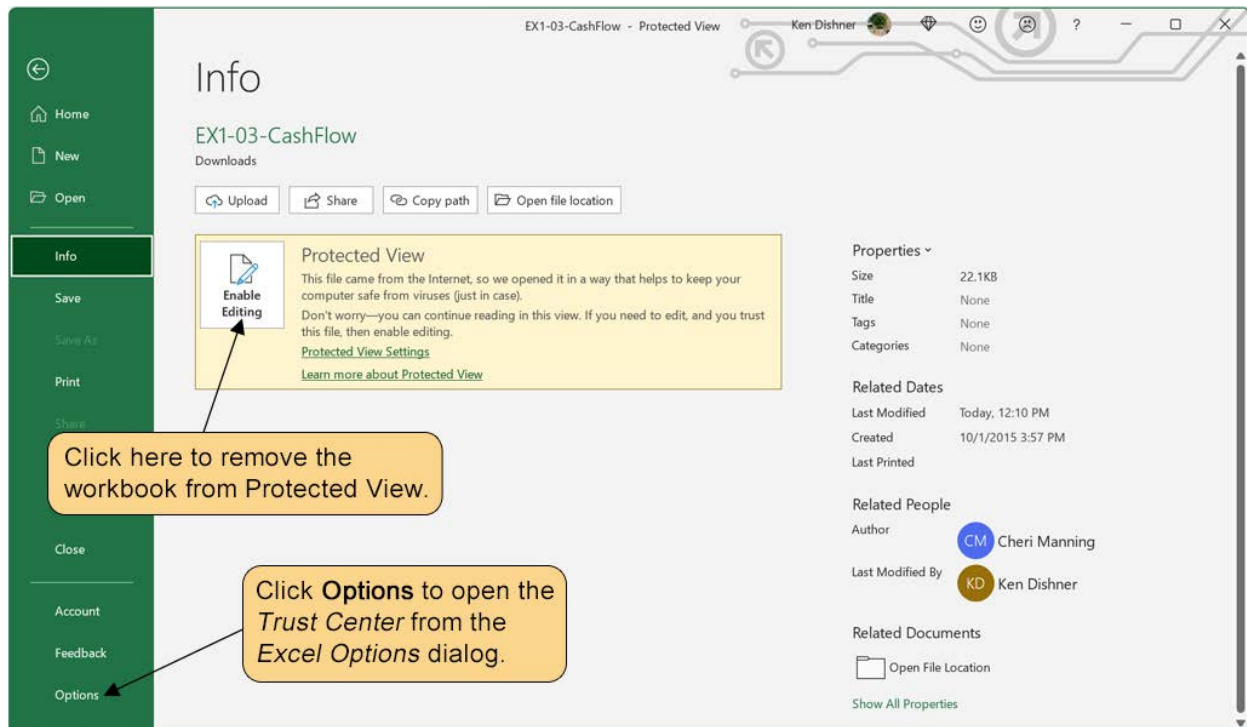 EX1-03-CashFlow - Protected View
Ken Dishner
?
Info
Home
New
Open
Info
Save
Save As
Print
Share
Close
Account
Feedback
Options
EX1-03-CashFlow
Downloads
Upload
Share
Copy path
Open file location
Enable
Editing
Protected View
This file came from the Internet, so we opened it in a way that helps to keep your
computer safe from viruses (just in case).
Don't worry—you can continue reading in this view. If you need to edit, and you trust
this file, then enable editing.
Protected View Settings
Learn more about Protected View
Click here to remove the
workbook from Protected View.
Click Options to open the
Trust Center from the
Excel Options dialog.
Properties
Size 22.1KB
Title None
Tags None
Categories None
Related Dates
Last Modified Today, 12:10 PM
Created 10/1/2015 3:57 PM
Last Printed
Related People
Author
CM Cheri Manning
Last Modified By
KD Ken Dishner
Related Documents
Open File Location
Show All Properties